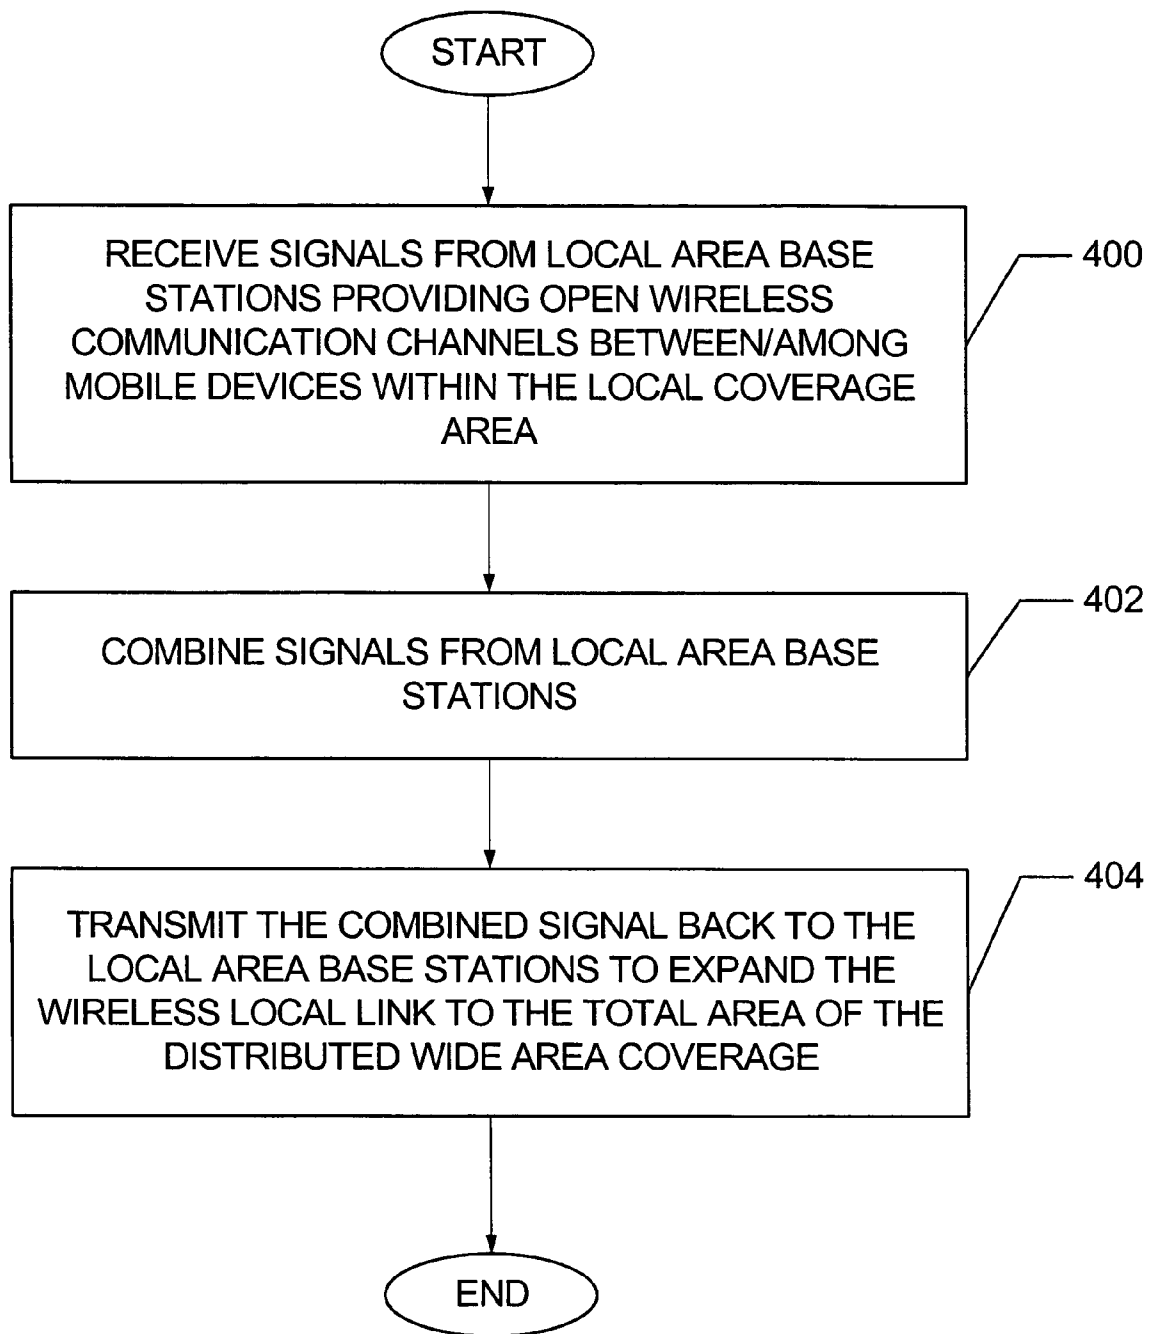 START
RECEIVE SIGNALS FROM LOCAL AREA BASE
STATIONS PROVIDING OPEN WIRELESS
COMMUNICATION CHANNELS BETWEEN/AMONG
MOBILE DEVICES WITHIN THE LOCAL COVERAGE
AREA
400
COMBINE SIGNALS FROM LOCAL AREA BASE
STATIONS
402
TRANSMIT THE COMBINED SIGNAL BACK TO THE
LOCAL AREA BASE STATIONS TO EXPAND THE
WIRELESS LOCAL LINK TO THE TOTAL AREA OF THE
DISTRIBUTED WIDE AREA COVERAGE
404
END